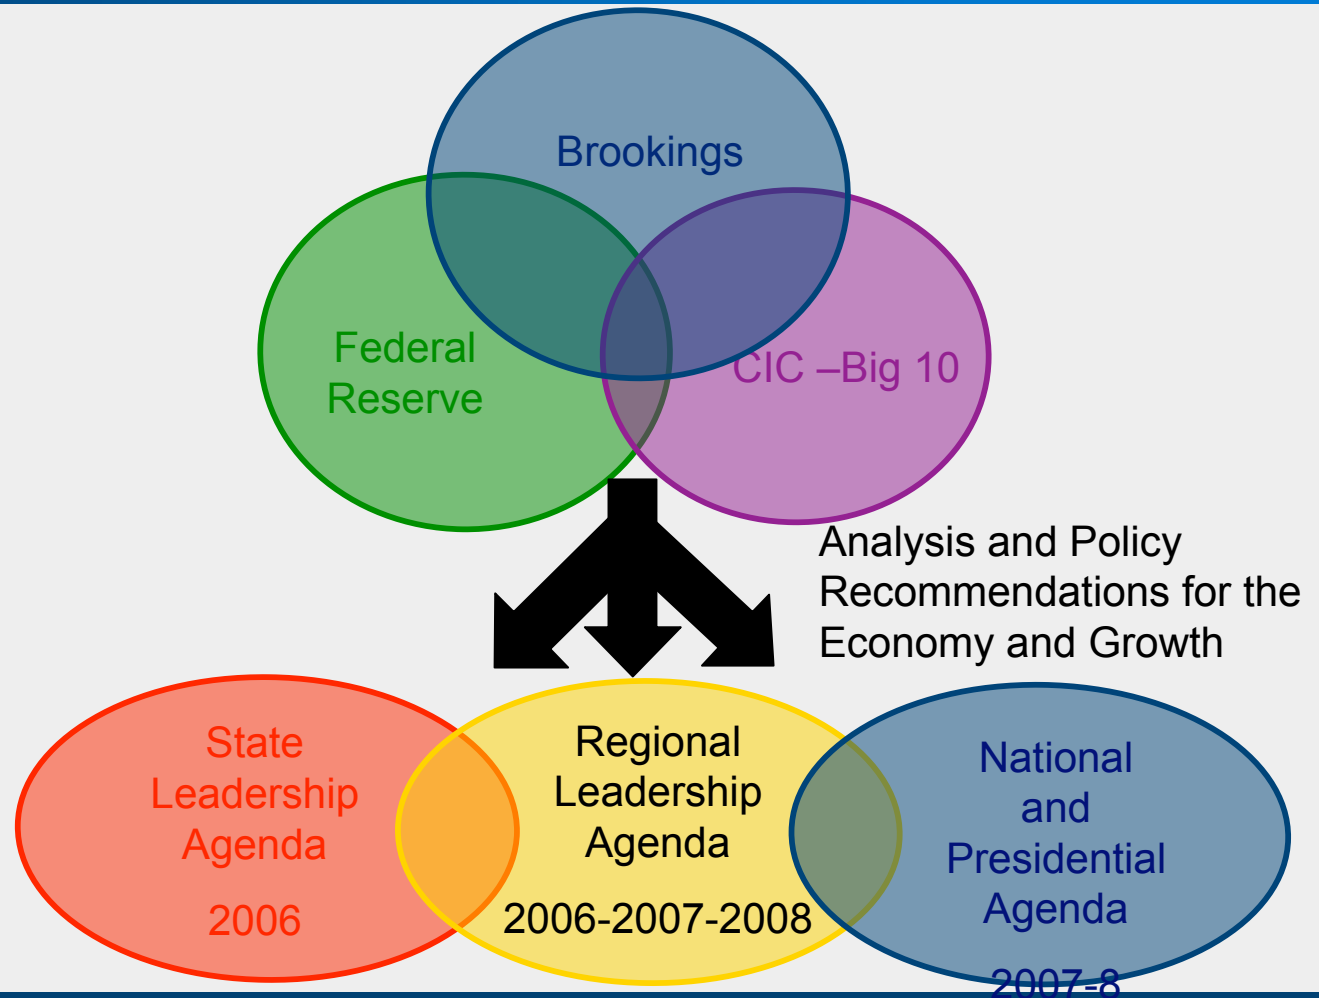 Brookings
Federal
Reserve
CIC –Big 10
Analysis and Policy
Recommendations for the
Economy and Growth
State
Leadership
Agenda
2006
Regional
Leadership
Agenda
2006-2007-2008
National
and
Presidential
Agenda
2007-8